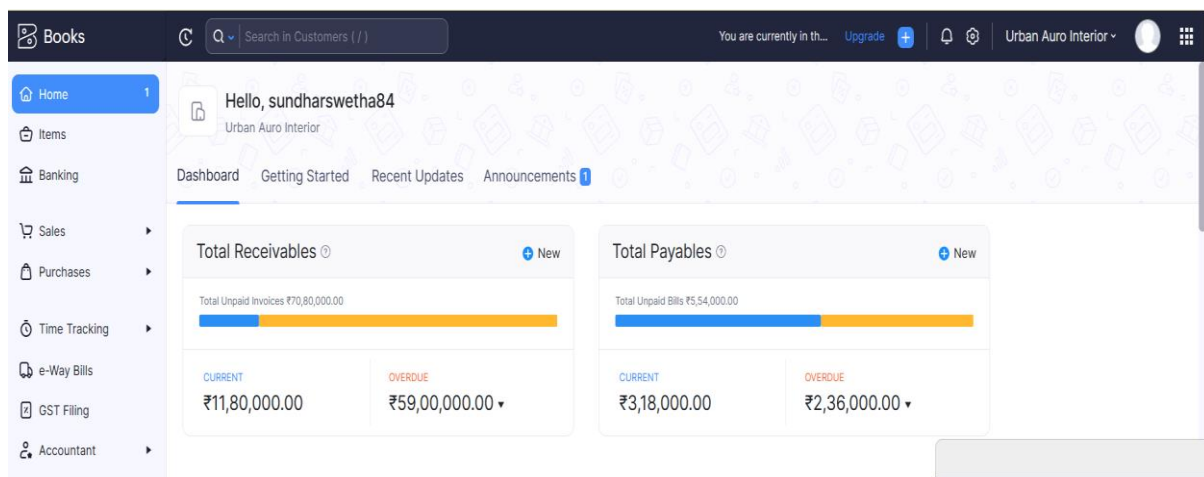 Books
Search in Customers ( / )
You are currently in th... Upgrade
Urban Auro Interior
Home 1
Items
Banking
Sales
Purchases
Time Tracking
e-Way Bills
GST Filing
Accountant
Hello, sundharswetha84
Urban Auro Interior
Dashboard Getting Started Recent Updates Announcements 1
Total Receivables New
Total Unpaid Invoices ₹70,80,000.00
CURRENT OVERDUE
₹11,80,000.00 ₹59,00,000.00
Total Payables New
Total Unpaid Bills ₹5,54,000.00
CURRENT OVERDUE
₹3,18,000.00 ₹2,36,000.00